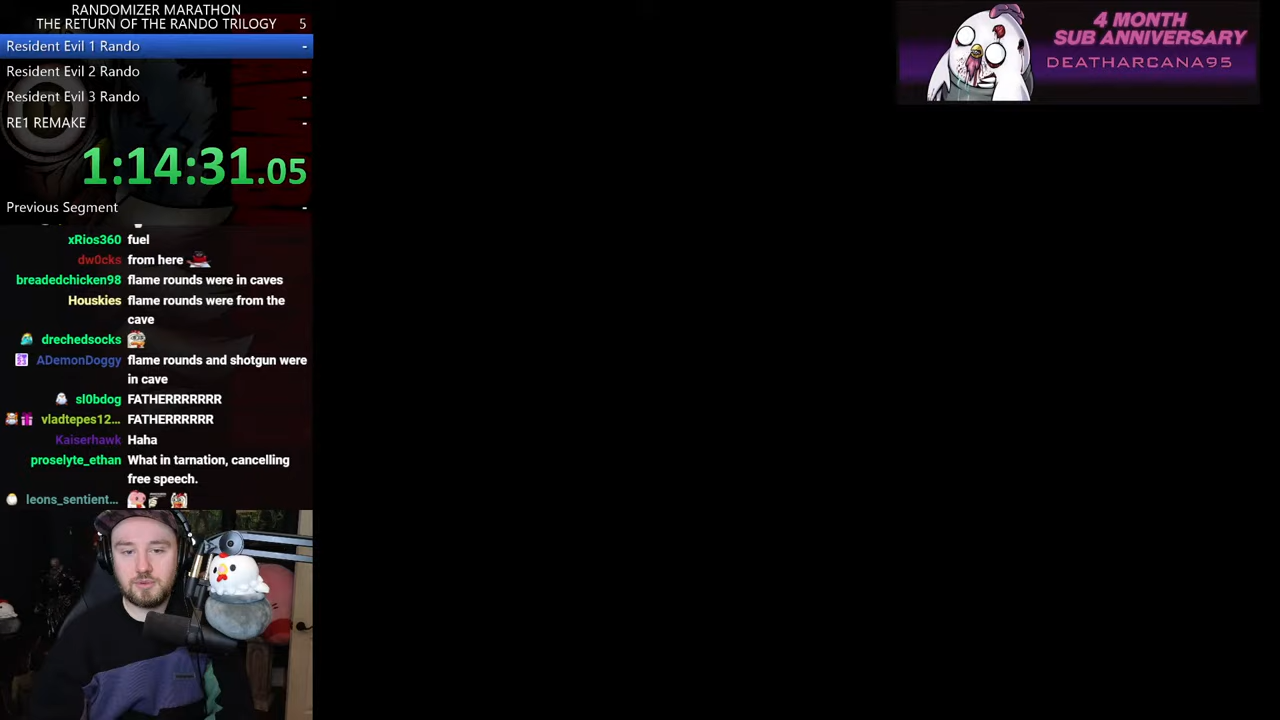 RANDOMIZER MARATHON
THE RETURN OF THE RANDO TRILOGY 5
Resident Evil 1 Rando -
Resident Evil 2 Rando -
Resident Evil 3 Rando -
RE1 REMAKE -
1:14:31.05
Previous Segment -
xRios360 fuel
dw0cks from here
breadedchicken98 flame rounds were in caves
Houskies flame rounds were from the
cave
drechedsocks
ADemonDoggy flame rounds and shotgun were
in cave
sl0bdog FATHERRRRRRR
vladtepes12… FATHERRRRRR
Kaiserhawk Haha
proselyte_ethan What in tarnation, cancelling
free speech.
leons_sentient…
4 MONTH
SUB ANNIVERSARY
DEATHARCANA95